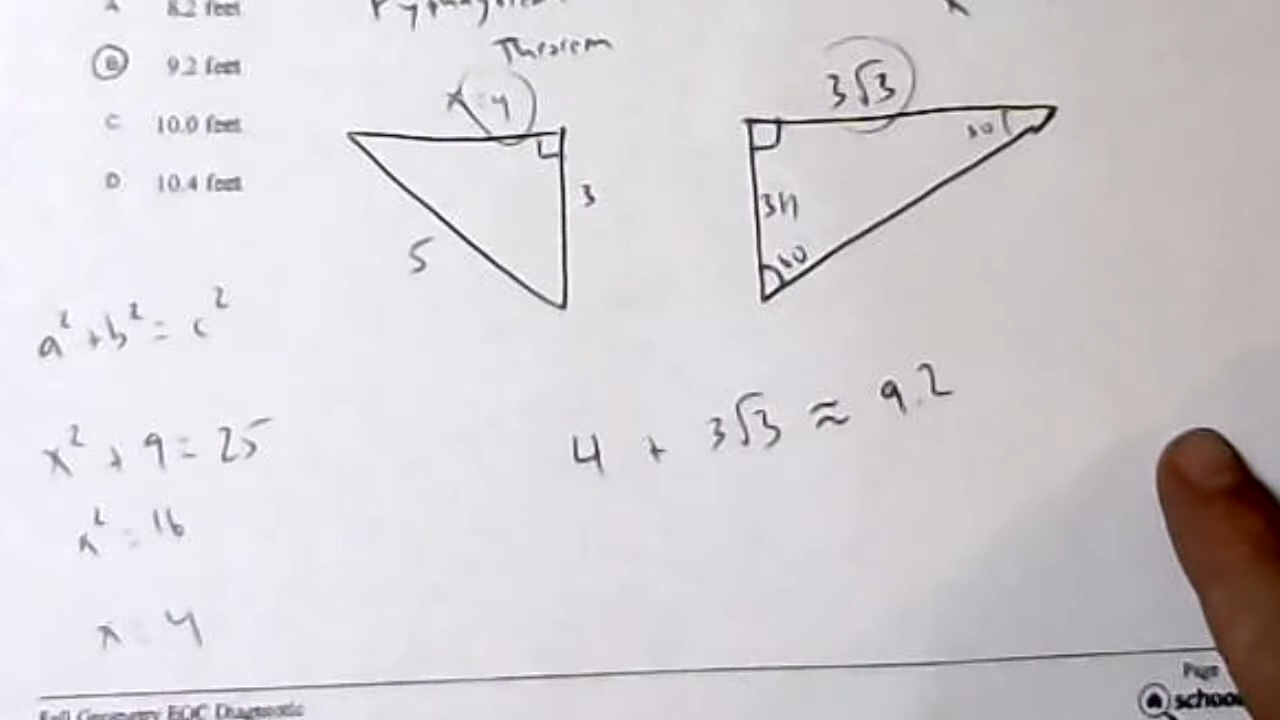 A 8.2 feet
B 9.2 feet
C 10.0 feet
D 10.4 feet
Theorem
x = 4
3
5
3√3
30
3ft
60
a² + b² = c²
x² + 9 = 25
x² = 16
x = 4
4 + 3√3 ≈ 9.2
Full Geometry EOC Diagnostic
Page